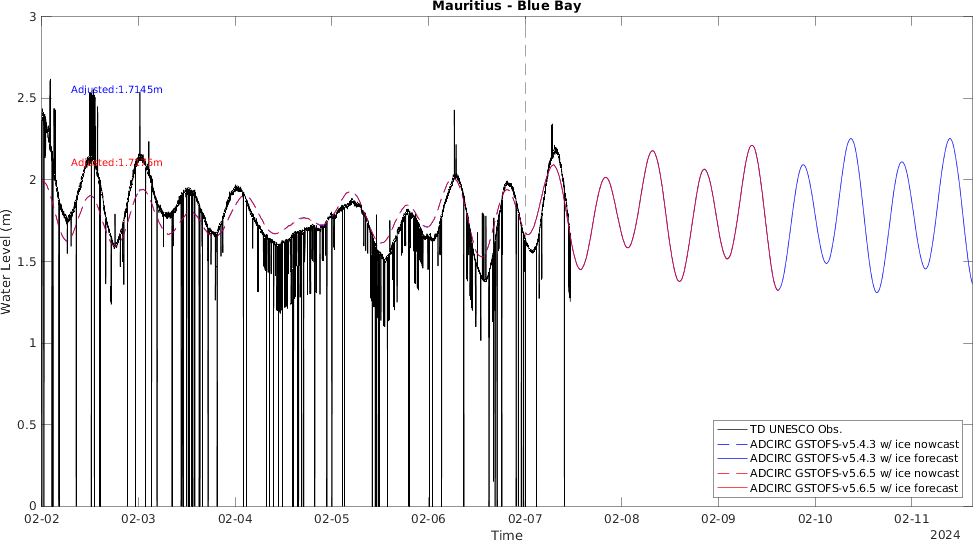 Mauritius - Blue Bay
3
2.5
2
1.5
1
0.5
0
Water Level (m)
Adjusted:1.7145m
02-02
02-03
02-04
02-05
02-06
02-07
02-08
02-09
02-10
02-11
Time
2024
TD UNESCO Obs.
ADCIRC GSTOFS-v5.4.3 w/ ice nowcast
ADCIRC GSTOFS-v5.4.3 w/ ice forecast
ADCIRC GSTOFS-v5.6.5 w/ ice nowcast
ADCIRC GSTOFS-v5.6.5 w/ ice forecast